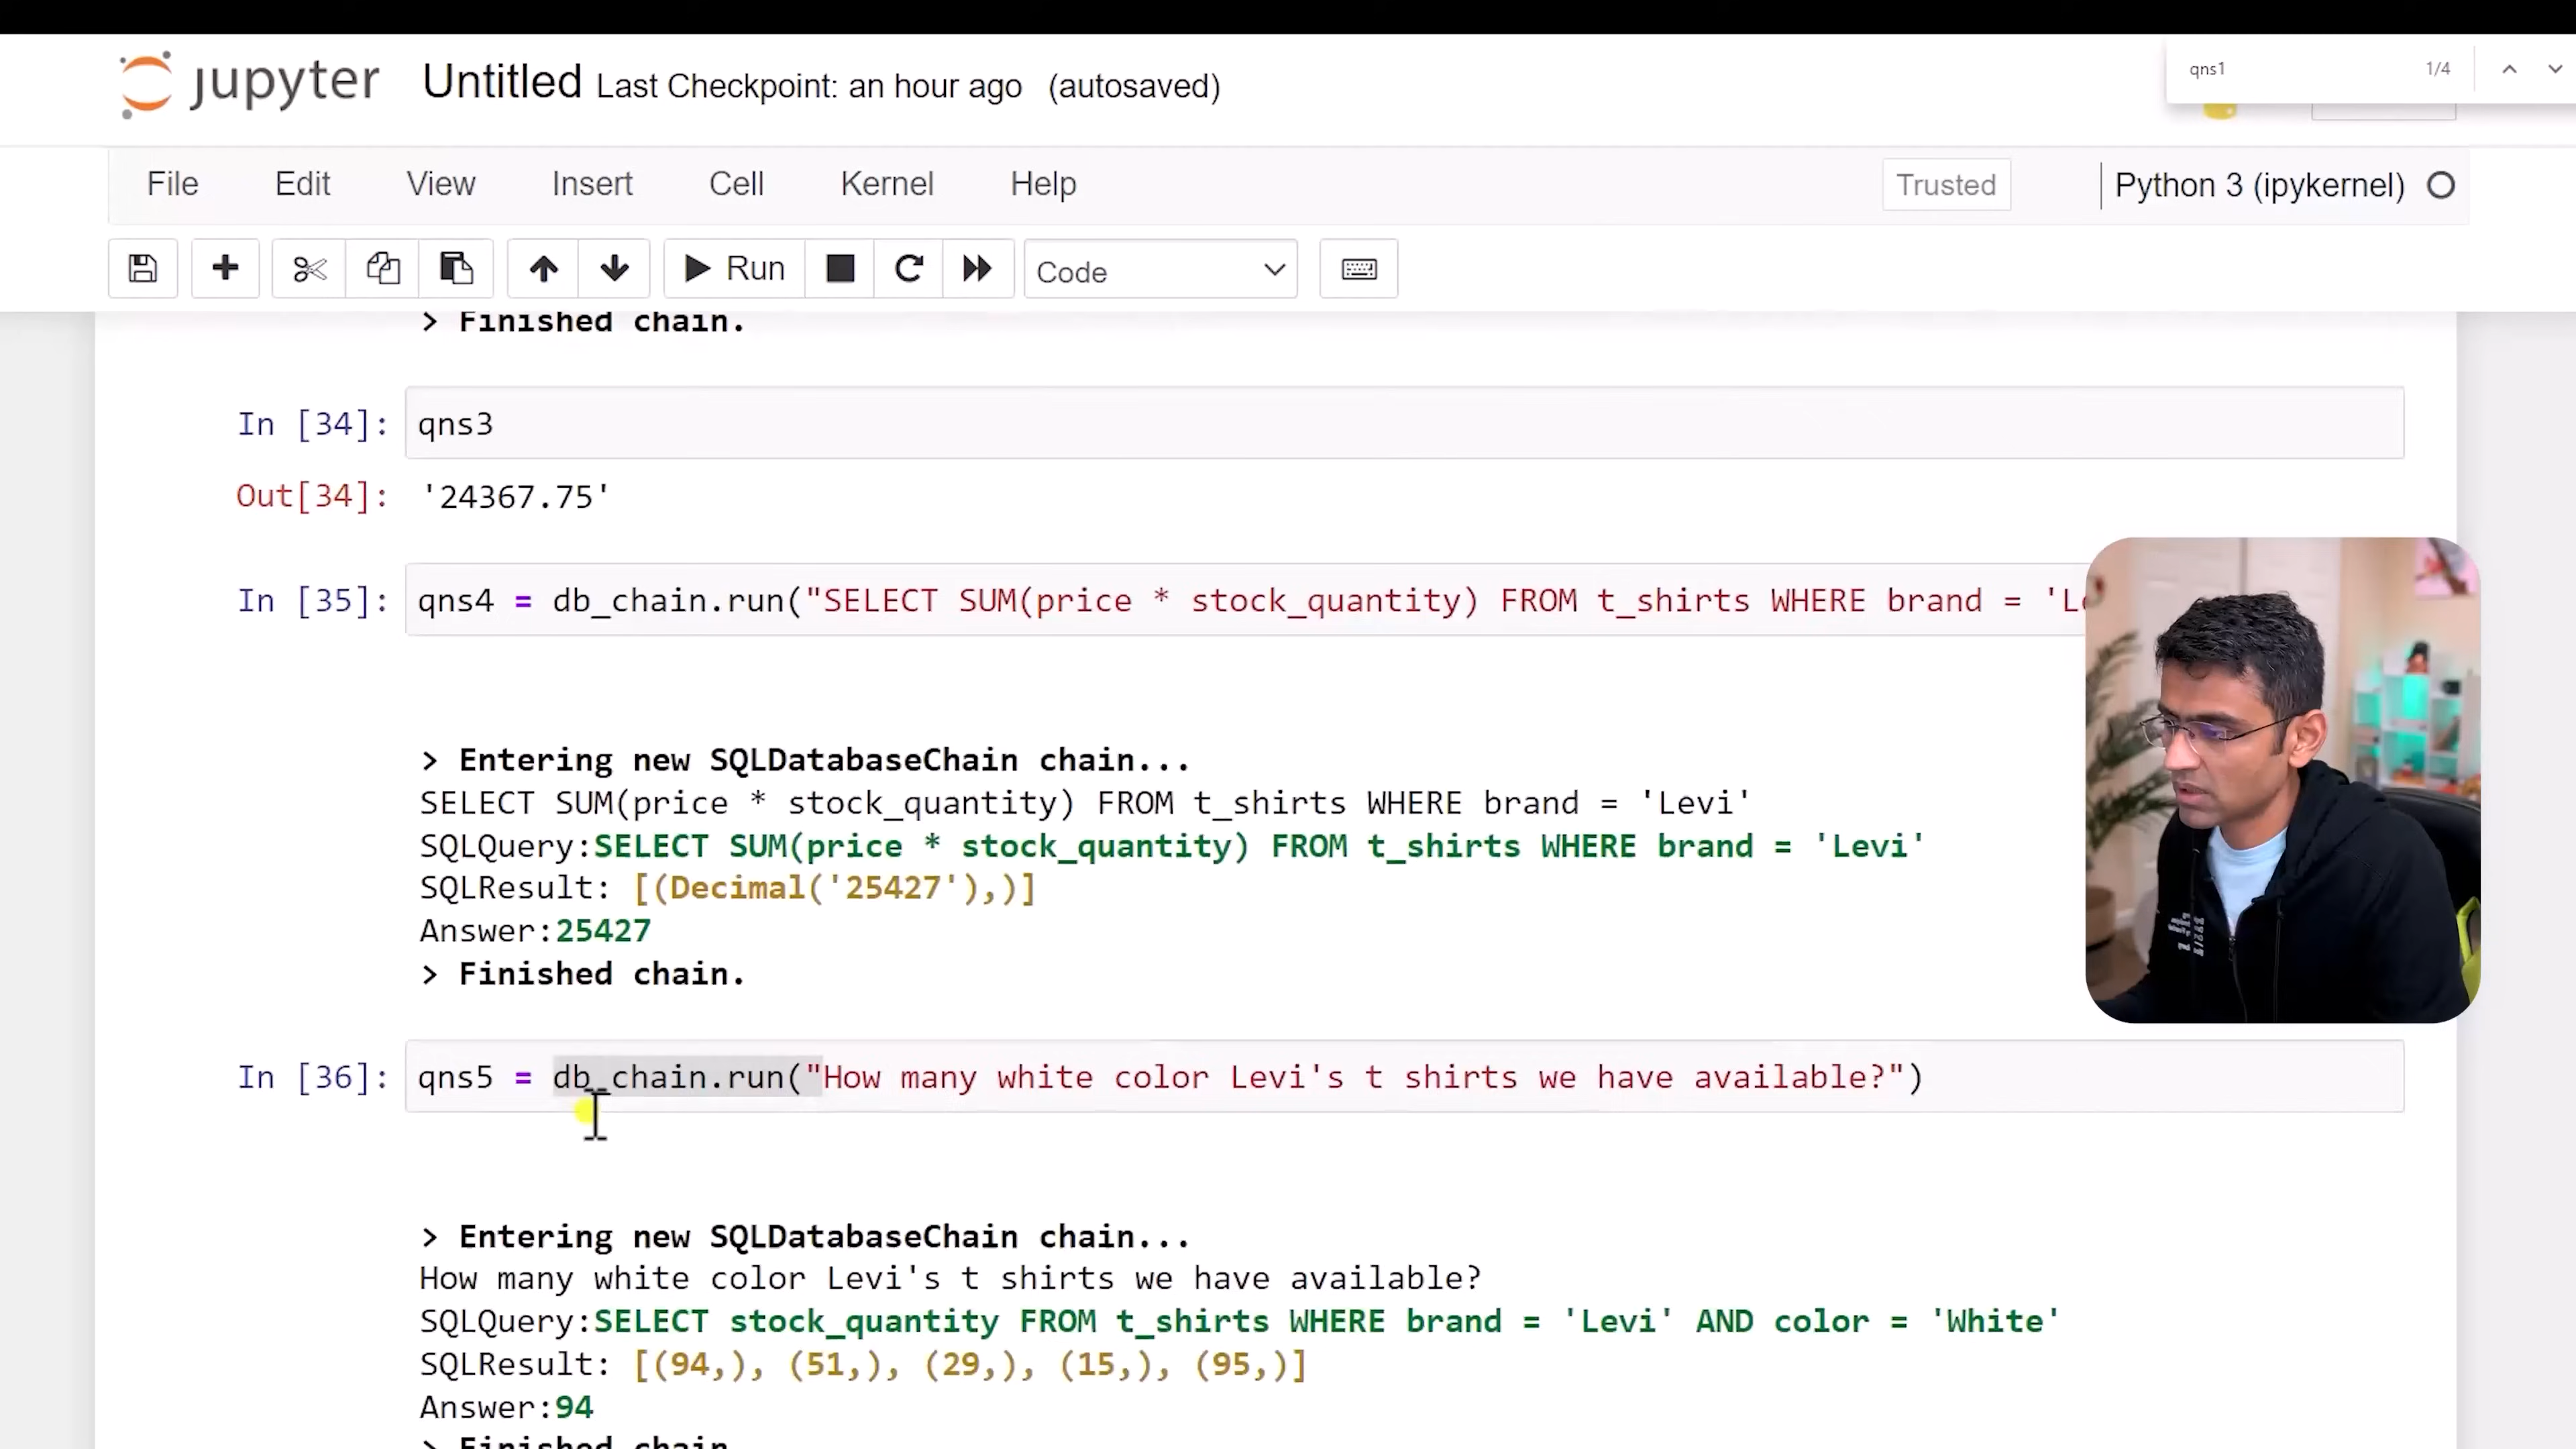 jupyter Untitled Last Checkpoint: an hour ago (autosaved)
qns1 1/4
File Edit View Insert Cell Kernel Help Trusted Python 3 (ipykernel)
Run Code
> Finished chain.
In [34]: qns3
Out[34]: '24367.75'
In [35]: qns4 = db_chain.run("SELECT SUM(price * stock_quantity) FROM t_shirts WHERE brand = 'Le
> Entering new SQLDatabaseChain chain...
SELECT SUM(price * stock_quantity) FROM t_shirts WHERE brand = 'Levi'
SQLQuery:SELECT SUM(price * stock_quantity) FROM t_shirts WHERE brand = 'Levi'
SQLResult: [(Decimal('25427'),)]
Answer:25427
> Finished chain.
In [36]: qns5 = db_chain.run("How many white color Levi's t shirts we have available?")
> Entering new SQLDatabaseChain chain...
How many white color Levi's t shirts we have available?
SQLQuery:SELECT stock_quantity FROM t_shirts WHERE brand = 'Levi' AND color = 'White'
SQLResult: [(94,), (51,), (29,), (15,), (95,)]
Answer:94
> Finished chain.